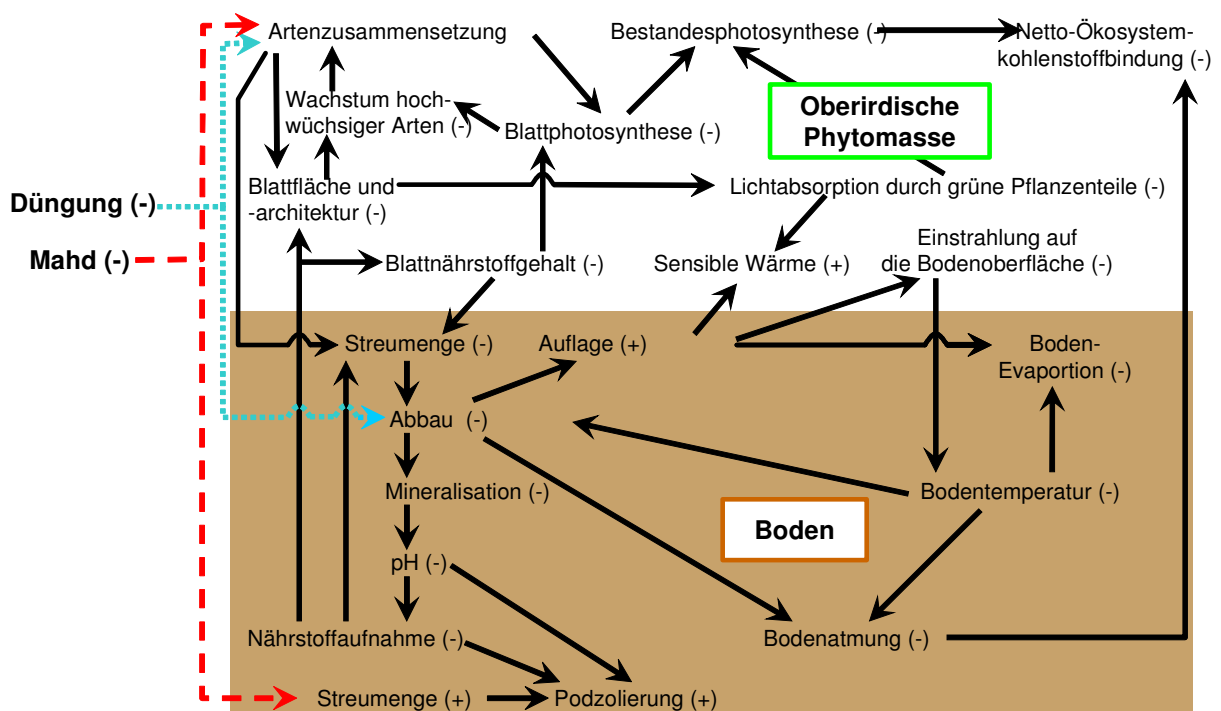 Artenzusammensetzung
Bestandesphotosynthese (-)
Netto-Ökosystem-
kohlenstoffbindung (-)
Wachstum hoch-
wüchsiger Arten (-)
Blattphotosynthese (-)
Oberirdische
Phytomasse
Düngung (-)
Blattfläche und
-architektur (-)
Lichtabsorption durch grüne Pflanzenteile (-)
Mahd (-)
Blattnährstoffgehalt (-)
Sensible Wärme (+)
Einstrahlung auf
die Bodenoberfläche (-)
Streumenge (-)
Auflage (+)
Boden-
Evaportion (-)
Abbau (-)
Mineralisation (-)
Bodentemperatur (-)
Boden
pH (-)
Nährstoffaufnahme (-)
Bodenatmung (-)
Streumenge (+)
Podzolierung (+)